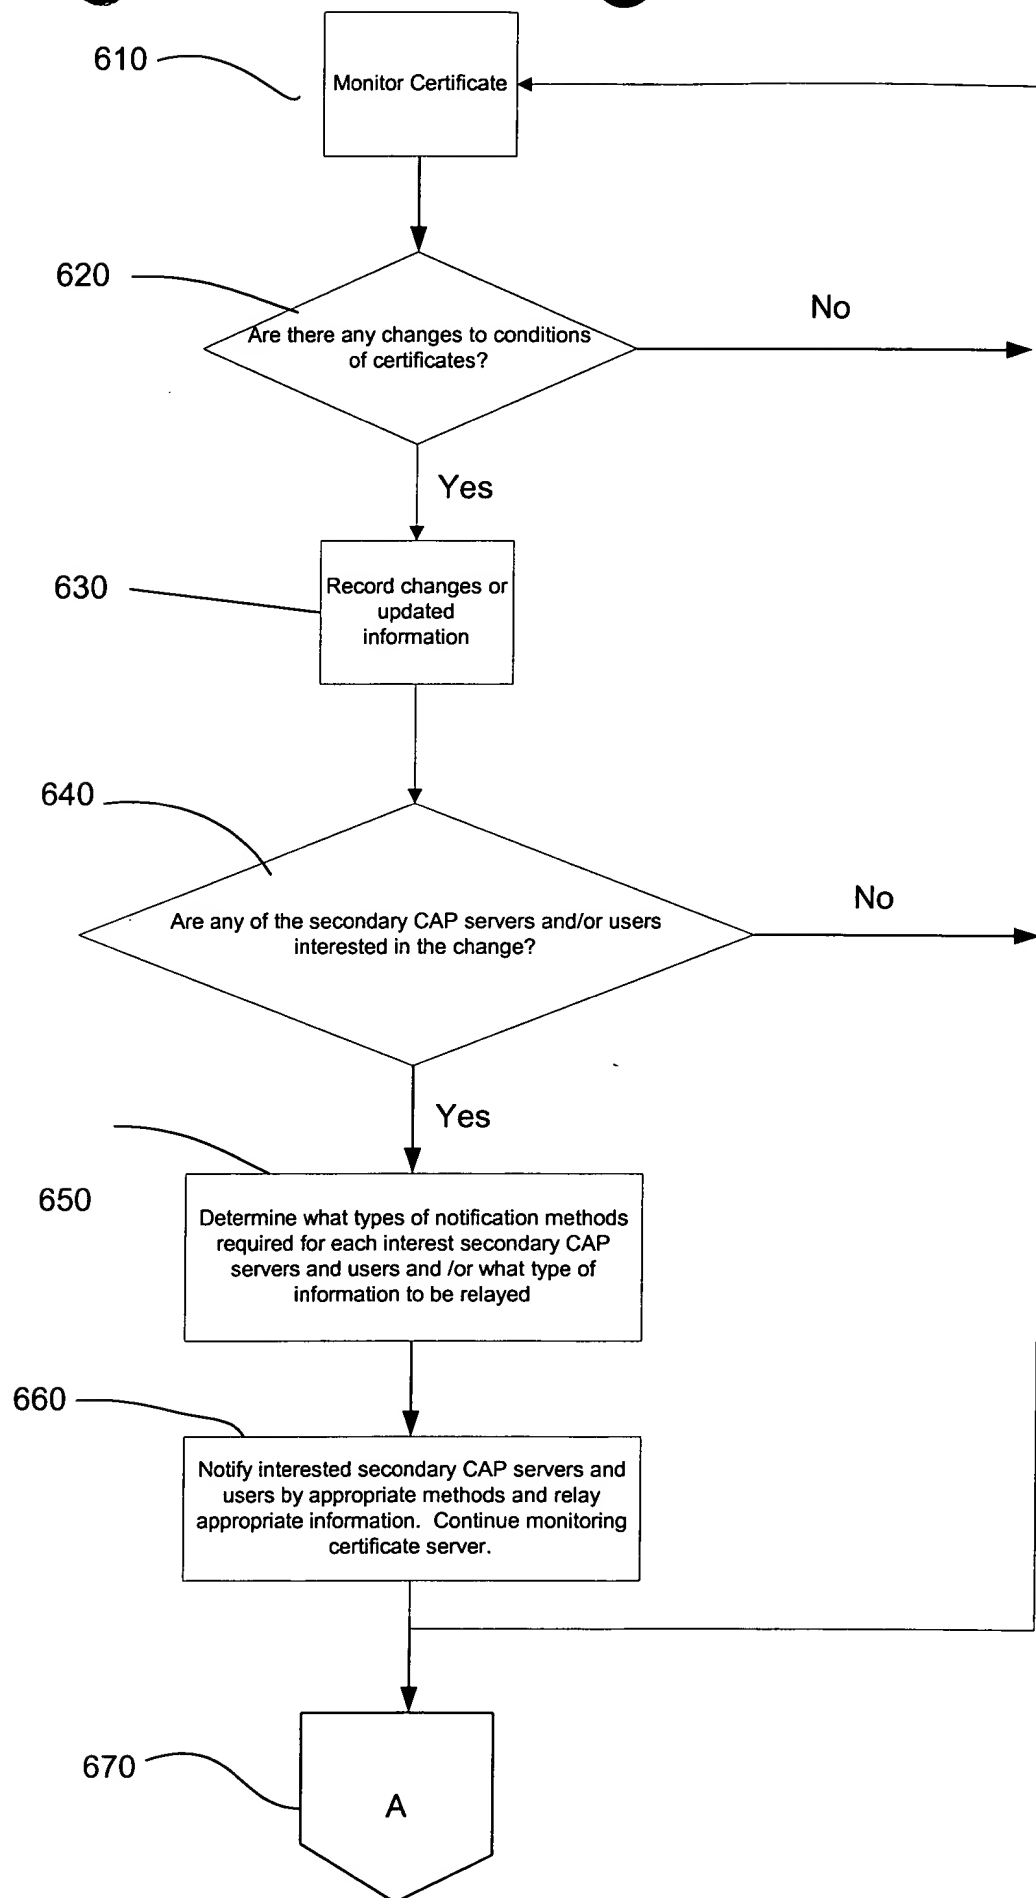 610
Monitor Certificate
620
Are there any changes to conditions
of certificates?
No
Yes
630
Record changes or
updated
information
640
Are any of the secondary CAP servers and/or users
interested in the change?
No
Yes
650
Determine what types of notification methods
required for each interest secondary CAP
servers and users and /or what type of
information to be relayed
660
Notify interested secondary CAP servers and
users by appropriate methods and relay
appropriate information. Continue monitoring
certificate server.
670
A